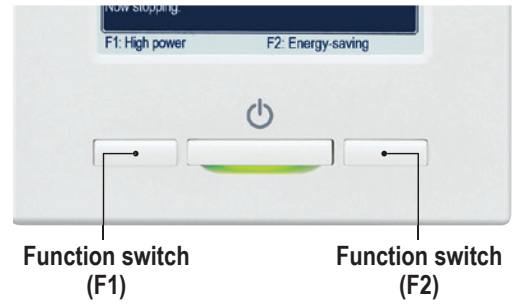 Now stopping.
F1: High power F2: Energy-saving
Function switch
(F1)
Function switch
(F2)